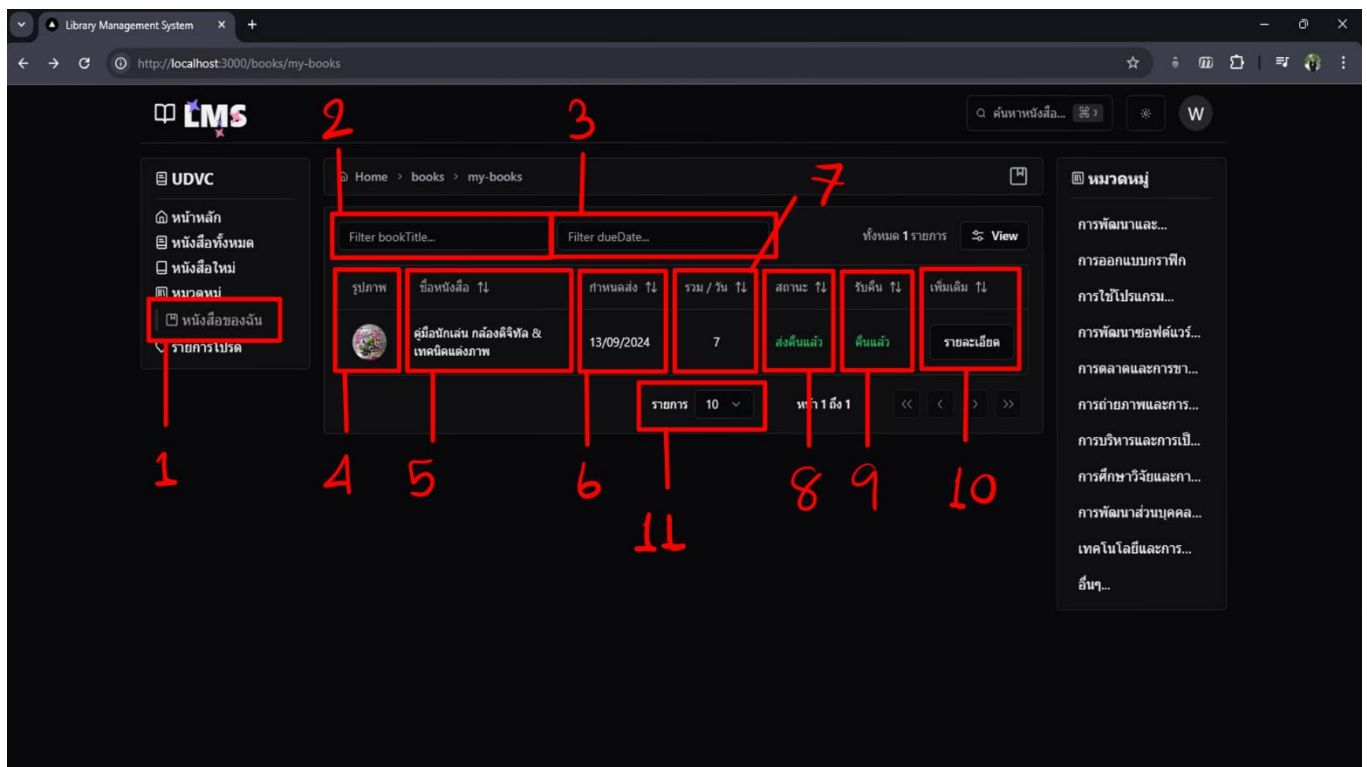 Library Management System
http://localhost:3000/books/my-books
LMS
ค้นหาหนังสือ...
W
2
3
7
UDVC
หน้าหลัก
หนังสือทั้งหมด
หนังสือใหม่
หมวดหมู่
หนังสือของฉัน
รายการโปรด
1
Home > books > my-books
Filter bookTitle...
Filter dueDate...
ทั้งหมด 1 รายการ
View
รูปภาพ ชื่อหนังสือ กำหนดส่ง รวม / วัน สถานะ รับคืน เพิ่มเติม
คู่มือนักเล่น กล้องดิจิทัล &
เทคนิคแต่งภาพ
13/09/2024 7 ส่งคืนแล้ว คืนแล้ว รายละเอียด
รายการ 10 หน้า 1 ถึง 1 << < > >>
4 5 6 8 9 10
11
หมวดหมู่
การพัฒนาและ...
การออกแบบกราฟิก
การใช้โปรแกรม...
การพัฒนาซอฟต์แวร์...
การตลาดและการขา...
การถ่ายภาพและการ...
การบริหารและการเป็...
การศึกษาวิจัยและกา...
การพัฒนาส่วนบุคคล...
เทคโนโลยีและการ...
อื่นๆ...